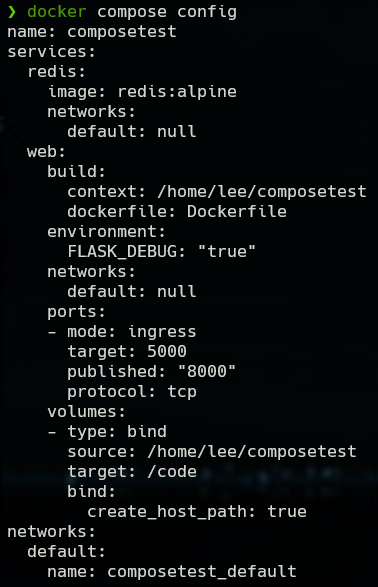 ❯ docker compose config
name: composetest
services:
  redis:
    image: redis:alpine
    networks:
      default: null
  web:
    build:
      context: /home/lee/composetest
      dockerfile: Dockerfile
    environment:
      FLASK_DEBUG: "true"
    networks:
      default: null
    ports:
    - mode: ingress
      target: 5000
      published: "8000"
      protocol: tcp
    volumes:
    - type: bind
      source: /home/lee/composetest
      target: /code
      bind:
        create_host_path: true
networks:
  default:
    name: composetest_default